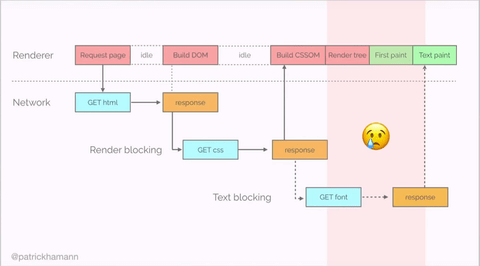 Renderer
Request page
idle
Build DOM
idle
Build CSSOM
Render tree
First paint
Text paint
Network
GET html
response
Render blocking
GET css
response
Text blocking
GET font
response
@patrickhamann